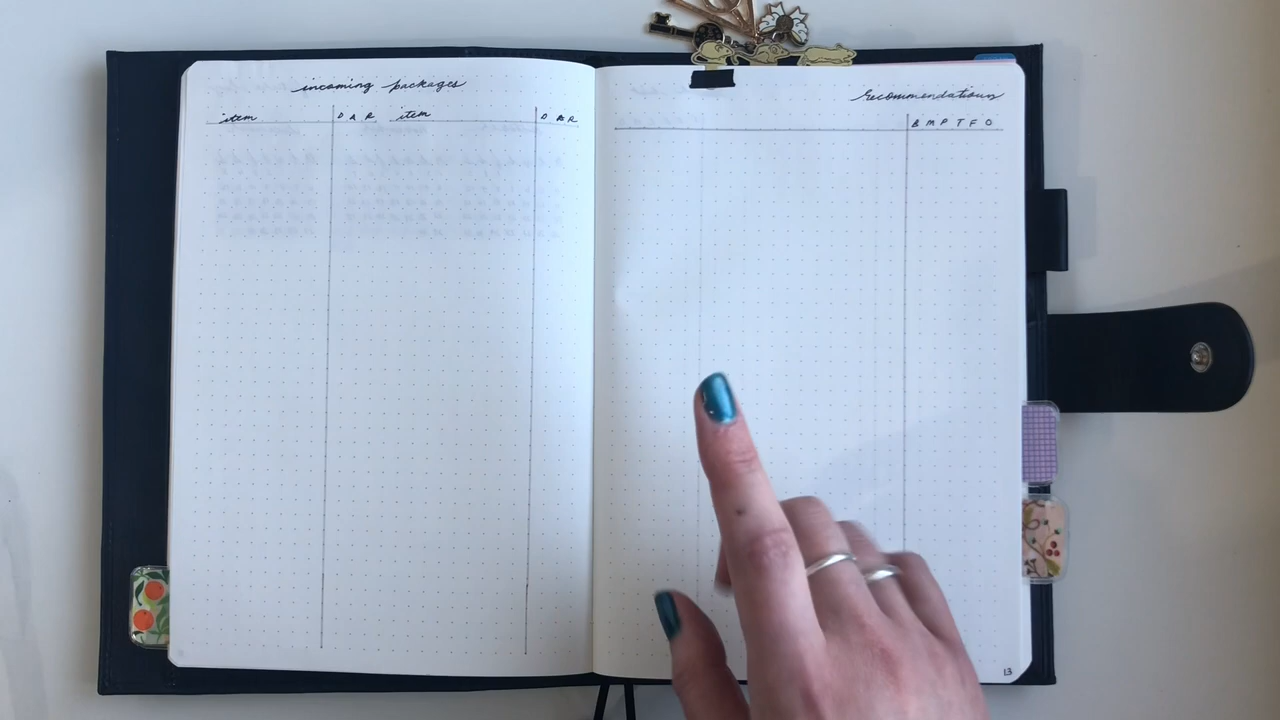 incoming packages
item D A R item D A R
recommendations
B M P T F O
13